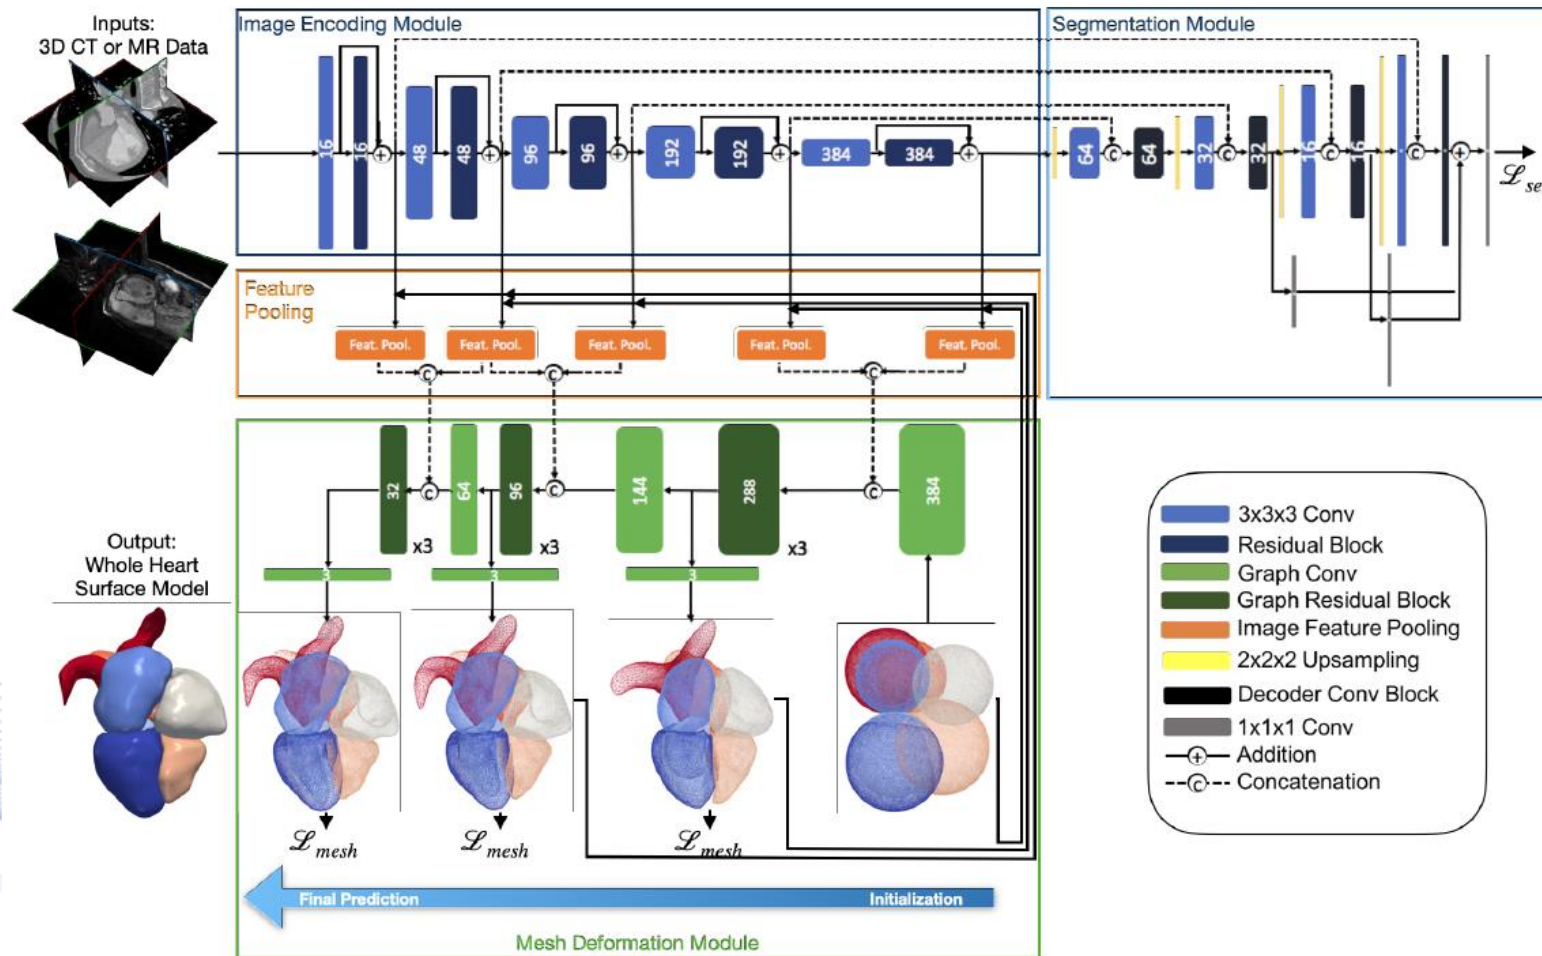 Inputs:
3D CT or MR Data
Image Encoding Module
16
16
48
48
96
96
192
192
384
384
Segmentation Module
64
C
64
32
C
32
16
C
16
C
ℒse
Feature
Pooling
Feat. Pool.
Feat. Pool.
Feat. Pool.
Feat. Pool.
Feat. Pool.
C
C
C
32
x3
C
64
96
x3
C
144
288
x3
C
384
3
3
3
Output:
Whole Heart
Surface Model
ℒmesh
ℒmesh
ℒmesh
Final Prediction
Initialization
Mesh Deformation Module
3x3x3 Conv
Residual Block
Graph Conv
Graph Residual Block
Image Feature Pooling
2x2x2 Upsampling
Decoder Conv Block
1x1x1 Conv
Addition
C
Concatenation